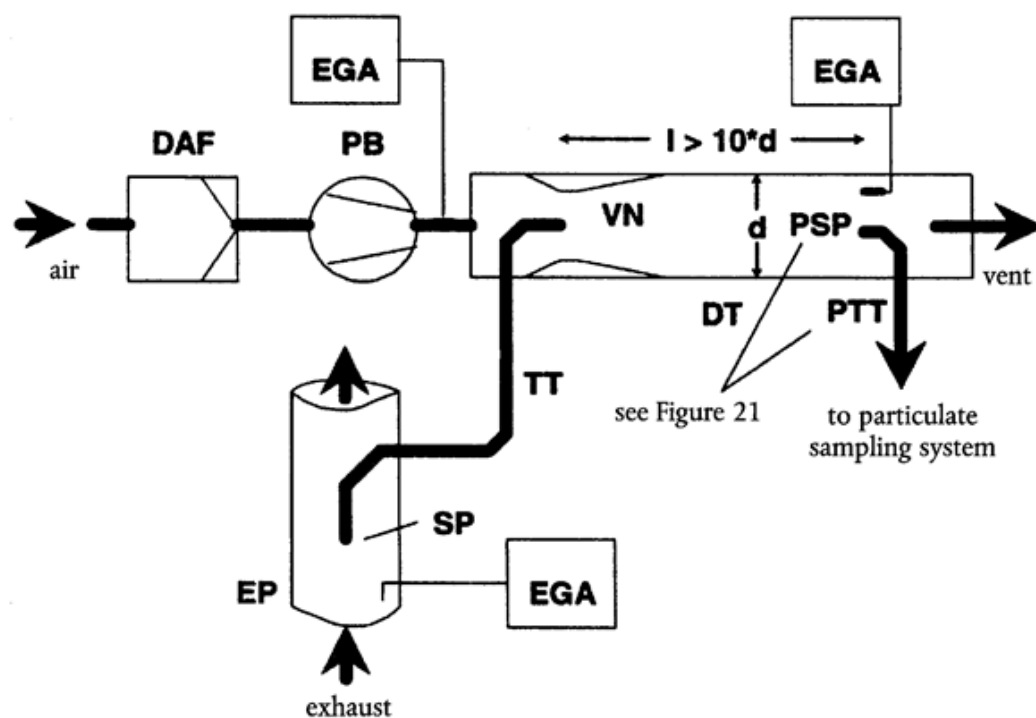 EGA
EGA
DAF
PB
l > 10*d
VN
d
PSP
air
vent
DT
PTT
TT
see Figure 21
to particulate
sampling system
SP
EP
EGA
exhaust